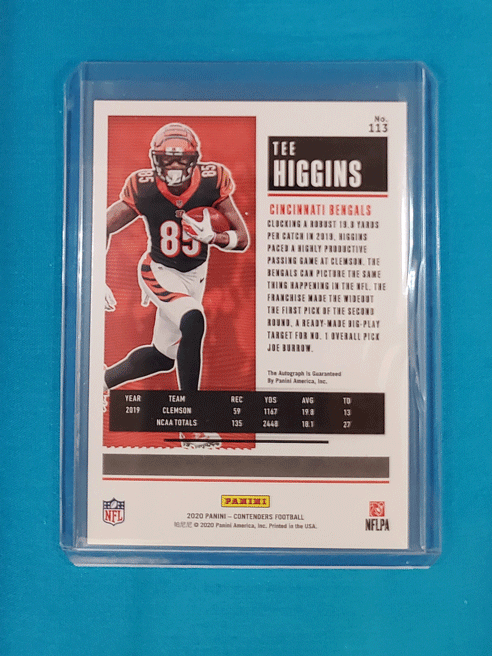 No.
113
TEE
HIGGINS
CINCINNATI BENGALS
CLOCKING A ROBUST 19.8 YARDS
PER CATCH IN 2019, HIGGINS
PACED A HIGHLY PRODUCTIVE
PASSING GAME AT CLEMSON. THE
BENGALS CAN PICTURE THE SAME
THING HAPPENING IN THE NFL. THE
FRANCHISE MADE THE WIDEOUT
THE FIRST PICK OF THE SECOND
ROUND, A READY-MADE BIG-PLAY
TARGET FOR NO. 1 OVERALL PICK
JOE BURROW.
The Autograph Is Guaranteed
By Panini America, Inc.
85
85
YEAR TEAM REC YDS AVG TD
2019 CLEMSON 59 1167 19.8 13
NCAA TOTALS 135 2448 18.1 27
PANINI
NFL
NFLPA
2020 PANINI – CONTENDERS FOOTBALL
© 2020 Panini America, Inc. Printed in the USA.